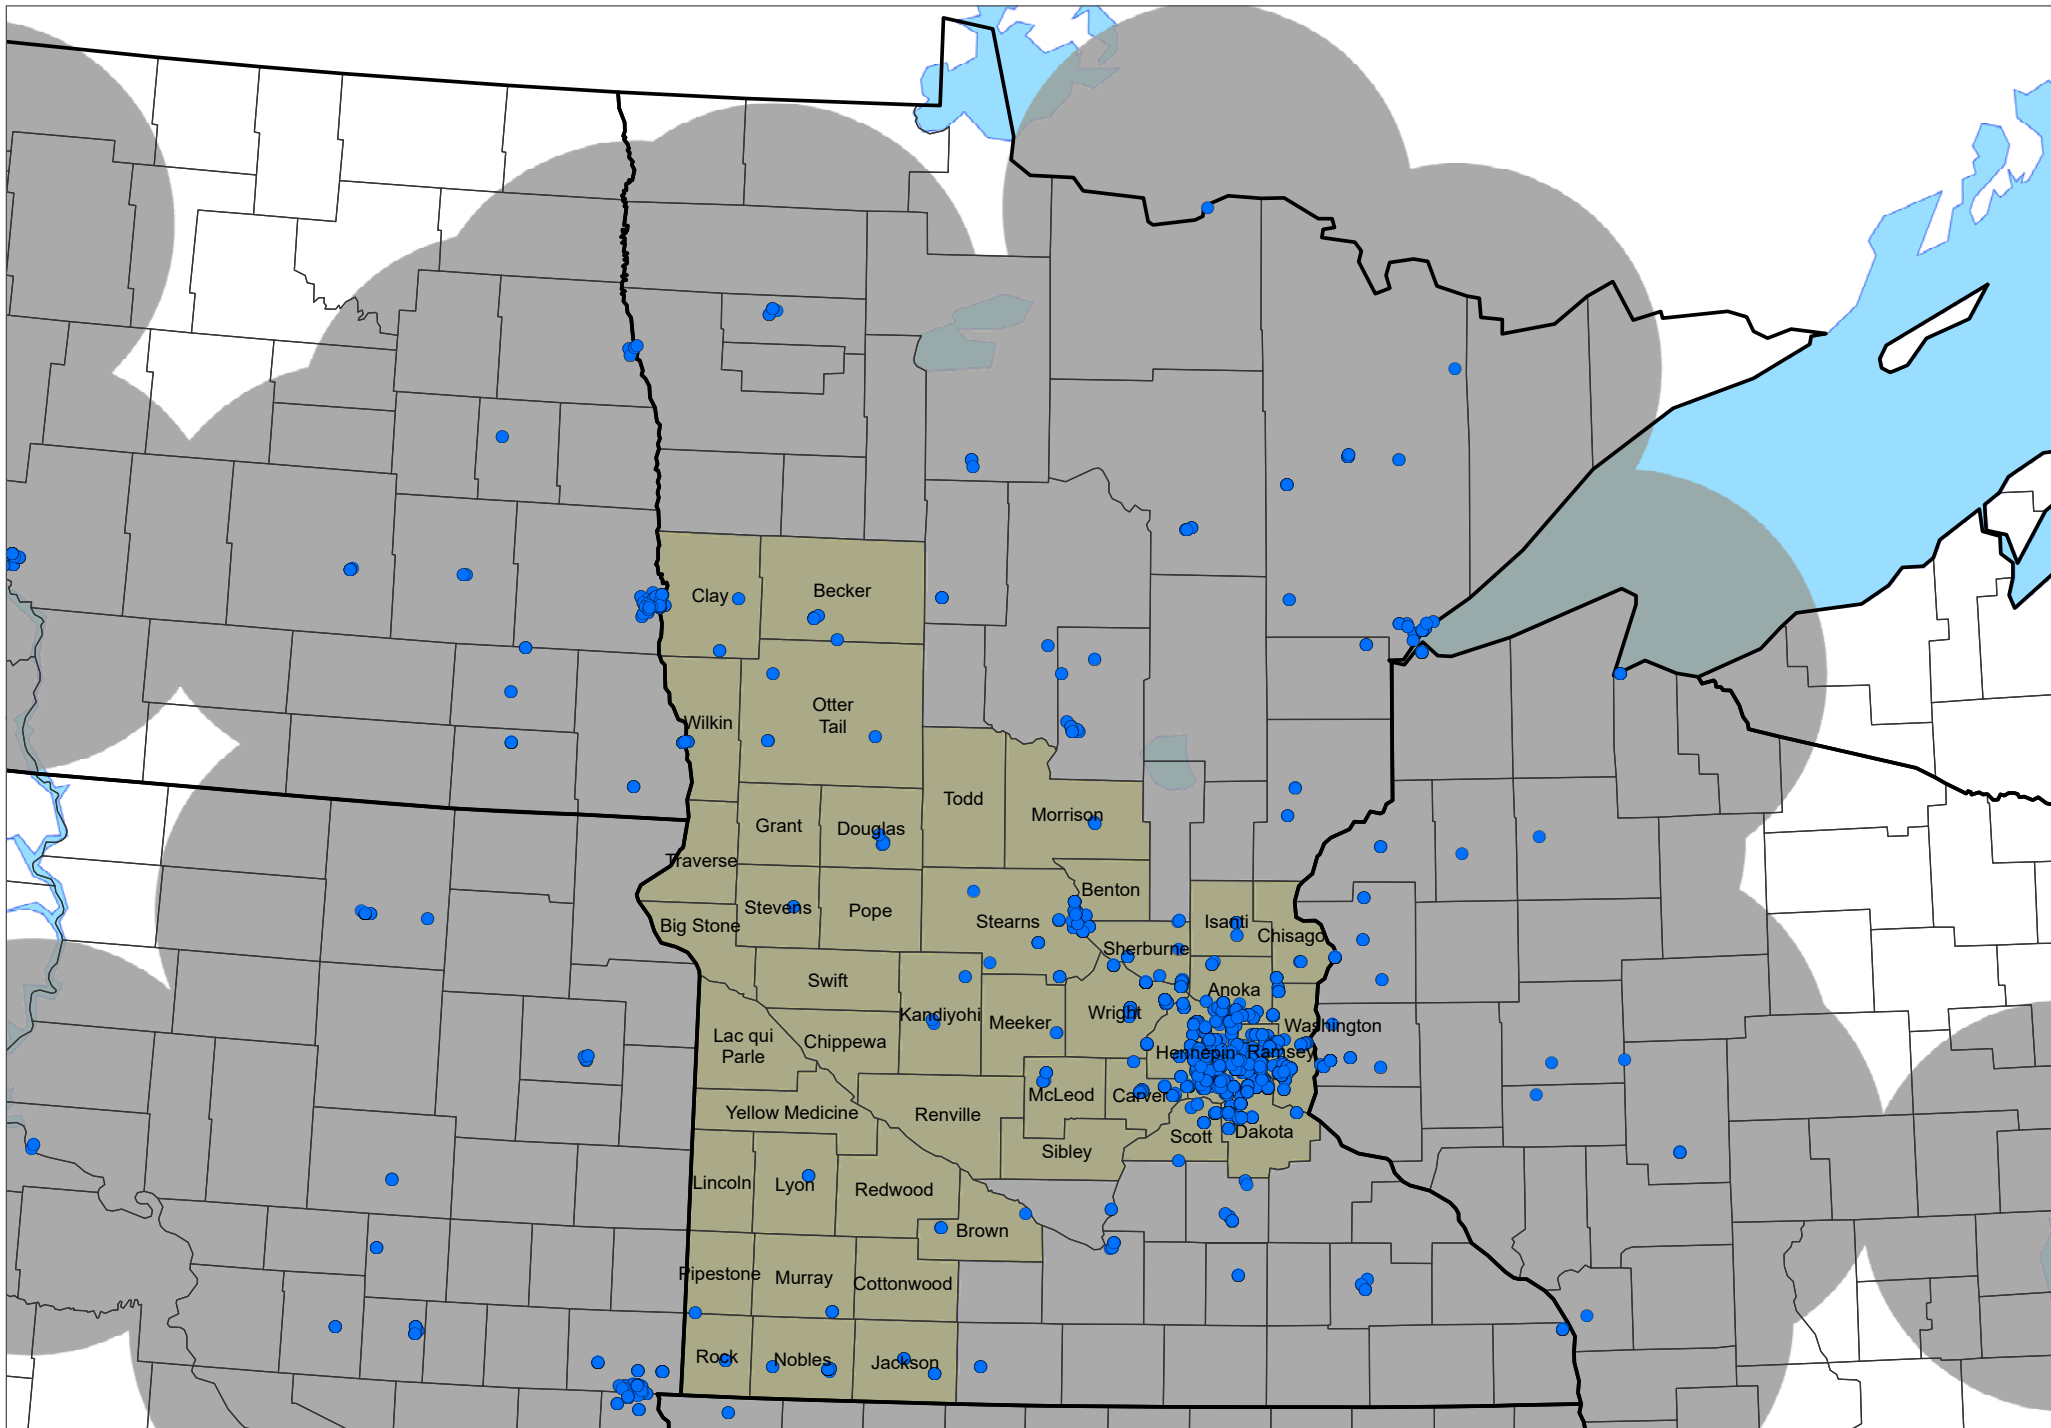 Clay
Becker
Wilkin
Otter
Tail
Todd
Morrison
Grant
Douglas
Traverse
Benton
Stevens
Pope
Stearns
Isanti
Big Stone
Chisago
Sherburne
Swift
Anoka
Kandiyohi
Meeker
Wright
Washington
Lac qui
Parle
Chippewa
Hennepin
Ramsey
McLeod
Carver
Yellow Medicine
Renville
Scott
Dakota
Sibley
Lincoln
Lyon
Redwood
Brown
Pipestone
Murray
Cottonwood
Rock
Nobles
Jackson